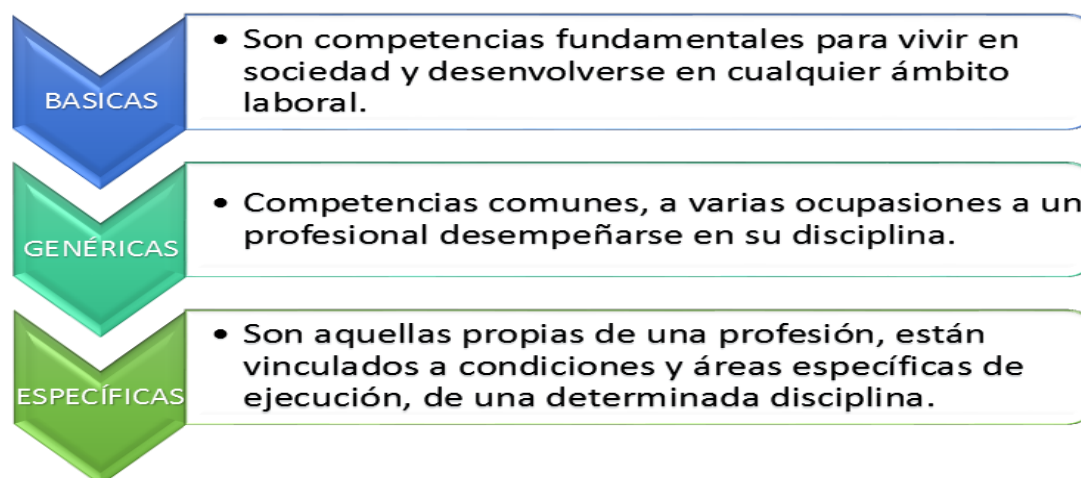 BASICAS
• Son competencias fundamentales para vivir en
sociedad y desenvolverse en cualquier ámbito
laboral.
GENÉRICAS
• Competencias comunes, a varias ocupasiones a un
profesional desempeñarse en su disciplina.
ESPECÍFICAS
• Son aquellas propias de una profesión, están
vinculados a condiciones y áreas específicas de
ejecución, de una determinada disciplina.